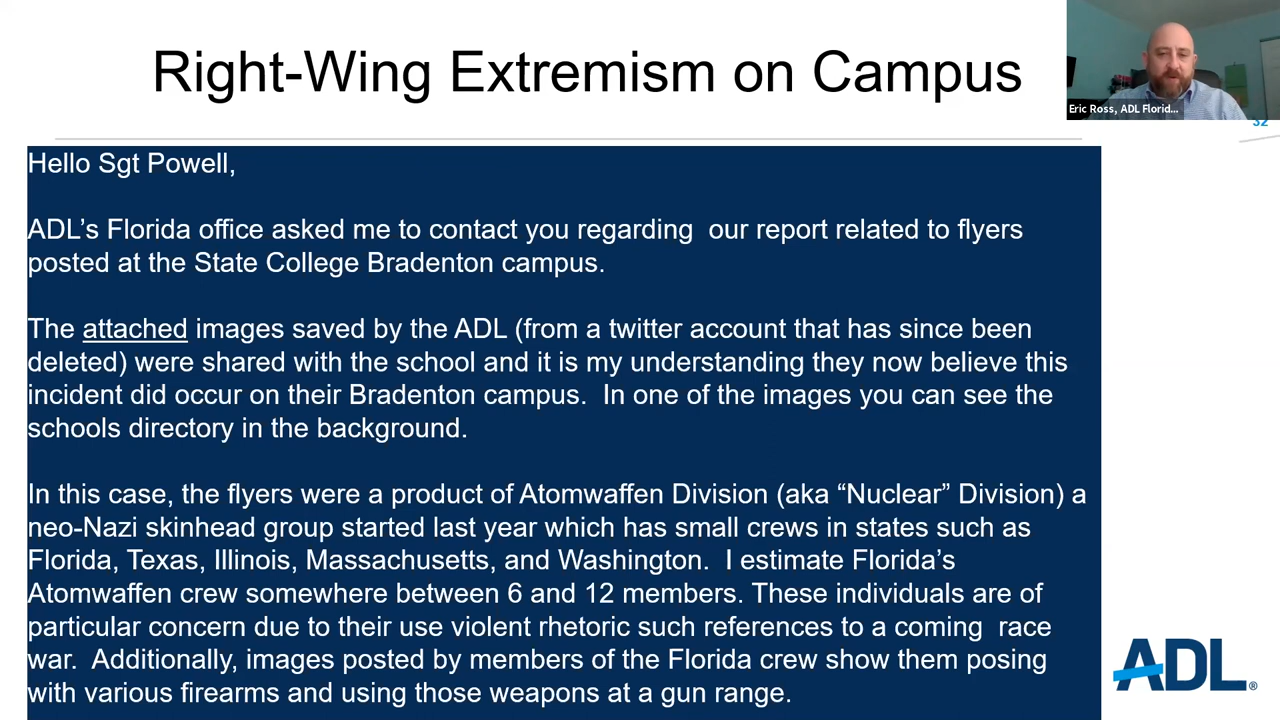 Right-Wing Extremism on Campus
Eric Ross, ADL Florid...
32
Hello Sgt Powell,
ADL's Florida office asked me to contact you regarding  our report related to flyers
posted at the State College Bradenton campus.
The attached images saved by the ADL (from a twitter account that has since been
deleted) were shared with the school and it is my understanding they now believe this
incident did occur on their Bradenton campus.  In one of the images you can see the
schools directory in the background.
In this case, the flyers were a product of Atomwaffen Division (aka “Nuclear” Division) a
neo-Nazi skinhead group started last year which has small crews in states such as
Florida, Texas, Illinois, Massachusetts, and Washington.  I estimate Florida’s
Atomwaffen crew somewhere between 6 and 12 members. These individuals are of
particular concern due to their use violent rhetoric such references to a coming  race
war.  Additionally, images posted by members of the Florida crew show them posing
with various firearms and using those weapons at a gun range.
ADL®